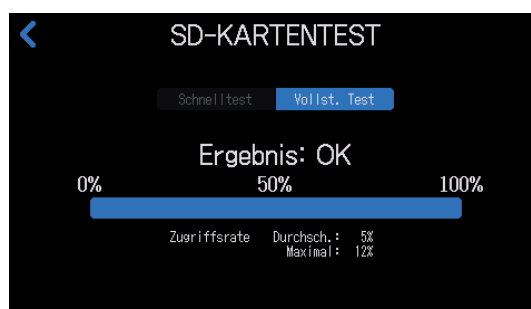 SD-KARTENTEST
Schnelltest Vollst. Test
Ergebnis: OK
0% 50% 100%
Zugriffsrate Durchsch.: 5%
Maximal: 12%